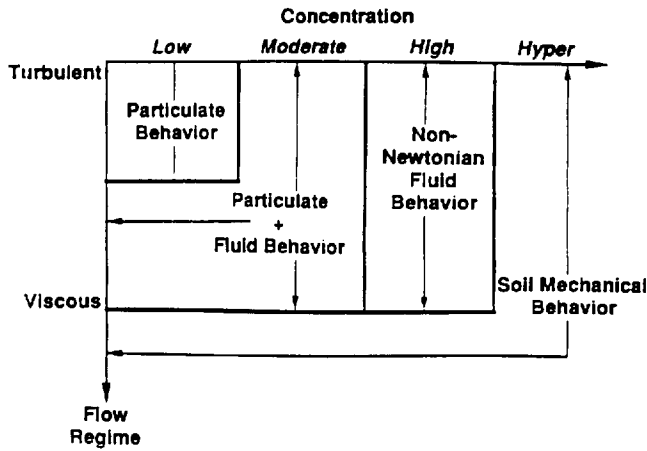 Concentration
Low Moderate High Hyper
Turbulent
Particulate
Behavior
Non-
Newtonian
Fluid
Behavior
Particulate
+
Fluid Behavior
Soil Mechanical
Behavior
Viscous
Flow
Regime